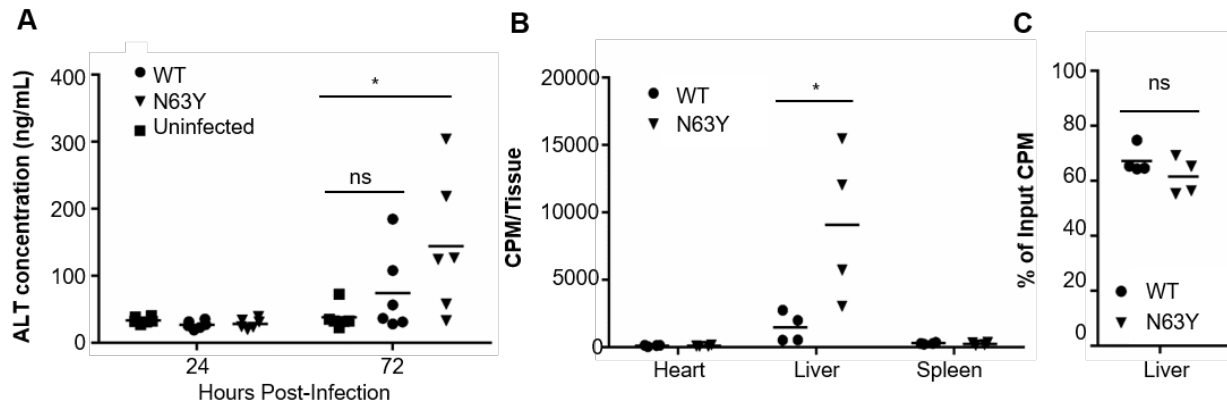 A
ALT concentration (ng/mL)
400
300
200
100
0
WT
N63Y
Uninfected
*
ns
24
72
Hours Post-Infection
B
CPM/Tissue
20000
15000
10000
5000
0
WT
N63Y
*
Heart
Liver
Spleen
C
% of Input CPM
100
80
60
40
20
0
ns
WT
N63Y
Liver